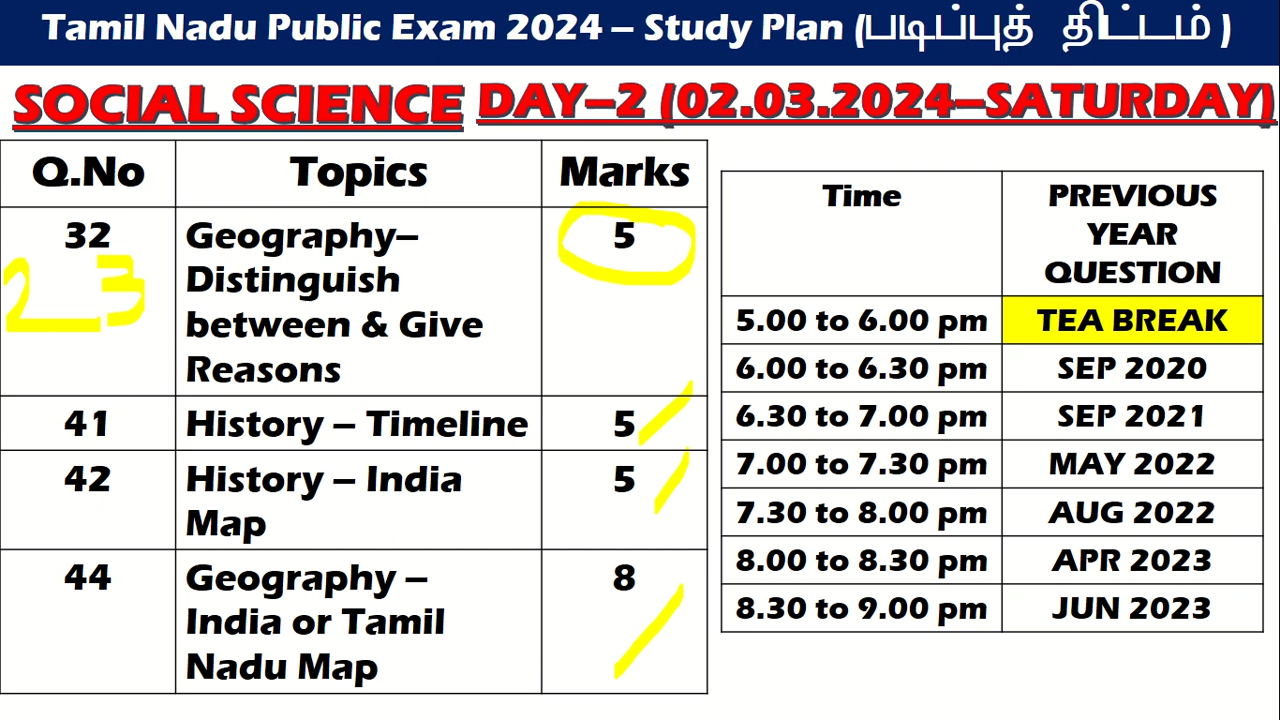 Tamil Nadu Public Exam 2024 – Study Plan (படிப்புத் திட்டம் )
SOCIAL SCIENCE DAY–2 (02.03.2024–SATURDAY)
Q.No Topics Marks
32 Geography– 5
Distinguish
between & Give
Reasons
2 3
41 History – Timeline 5
42 History – India 5
Map
44 Geography – 8
India or Tamil
Nadu Map
Time PREVIOUS
YEAR
QUESTION
5.00 to 6.00 pm TEA BREAK
6.00 to 6.30 pm SEP 2020
6.30 to 7.00 pm SEP 2021
7.00 to 7.30 pm MAY 2022
7.30 to 8.00 pm AUG 2022
8.00 to 8.30 pm APR 2023
8.30 to 9.00 pm JUN 2023